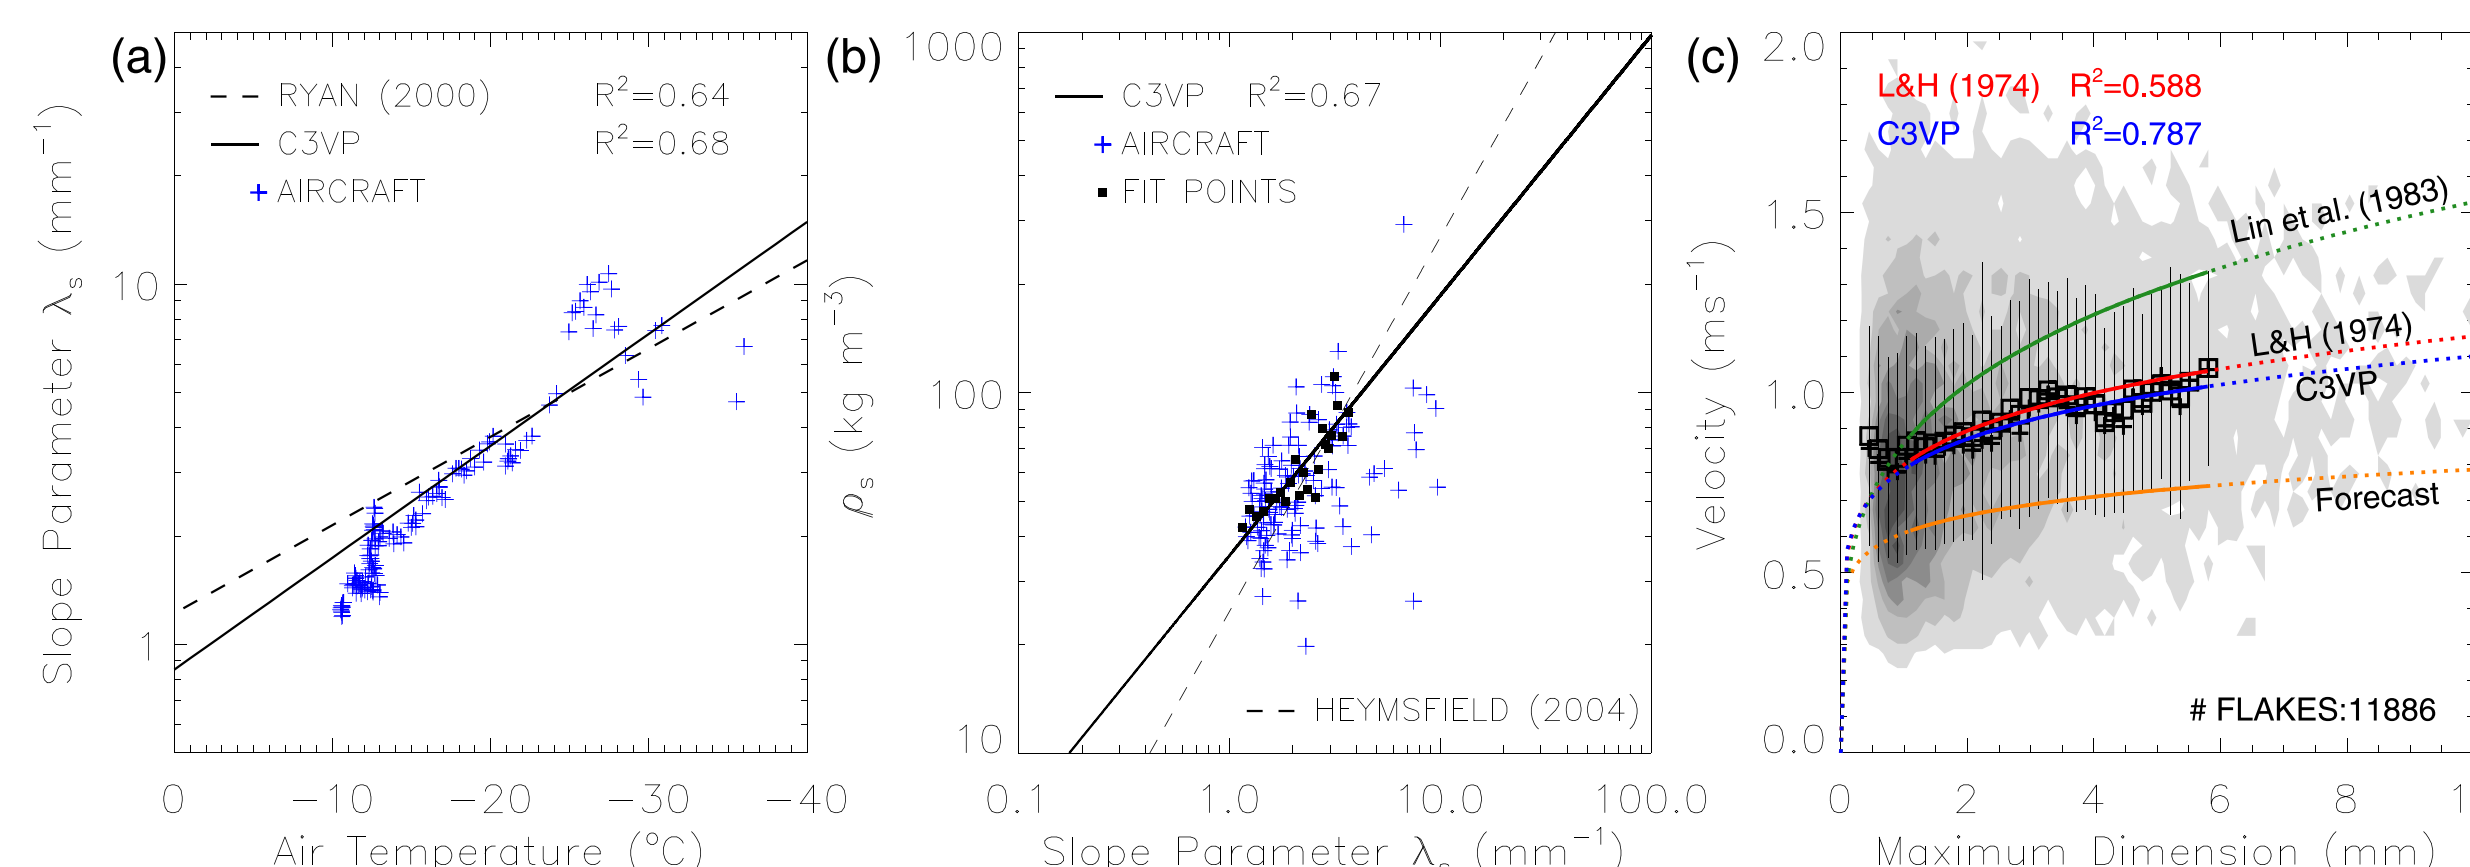 (a)
RYAN (2000) R²=0.64
C3VP R²=0.68
AIRCRAFT
Slope Parameter λs (mm⁻¹)
10
1
0 −10 −20 −30 −40
Air Temperature (°C)
(b)
C3VP R²=0.67
AIRCRAFT
FIT POINTS
HEYMSFIELD (2004)
ρs (kg m⁻³)
1000
100
10
0.1 1.0 10.0 100.0
Slope Parameter λs (mm⁻¹)
(c)
L&H (1974) R²=0.588
C3VP R²=0.787
Lin et al. (1983)
L&H (1974)
C3VP
Forecast
# FLAKES:11886
Velocity (ms⁻¹)
2.0
1.5
1.0
0.5
0.0
0 2 4 6 8 1
Maximum Dimension (mm)